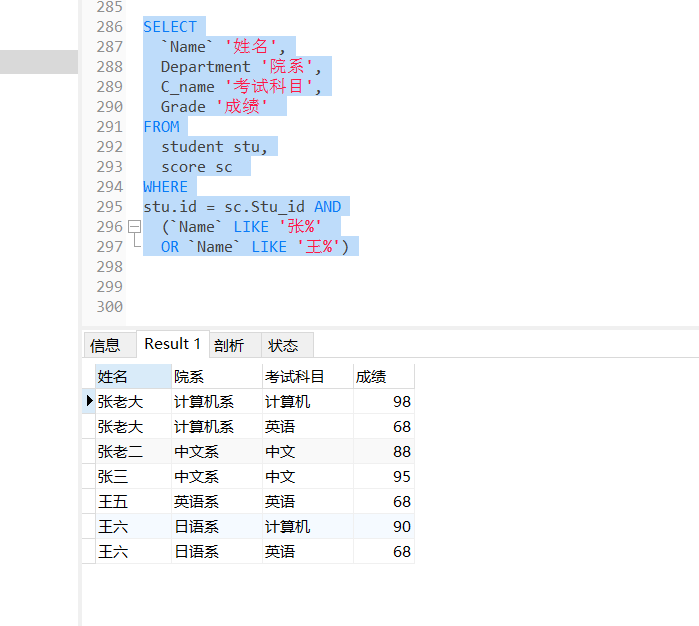 285
286 SELECT
287 `Name` '姓名',
288 Department '院系',
289 C_name '考试科目',
290 Grade '成绩'
291 FROM
292 student stu,
293 score sc
294 WHERE
295 stu.id = sc.Stu_id AND
296 (`Name` LIKE '张%'
297 OR `Name` LIKE '王%')
298
299
300
信息 Result 1 剖析 状态
姓名 院系 考试科目 成绩
张老大 计算机系 计算机 98
张老大 计算机系 英语 68
张老二 中文系 中文 88
张三 中文系 中文 95
王五 英语系 英语 68
王六 日语系 计算机 90
王六 日语系 英语 68